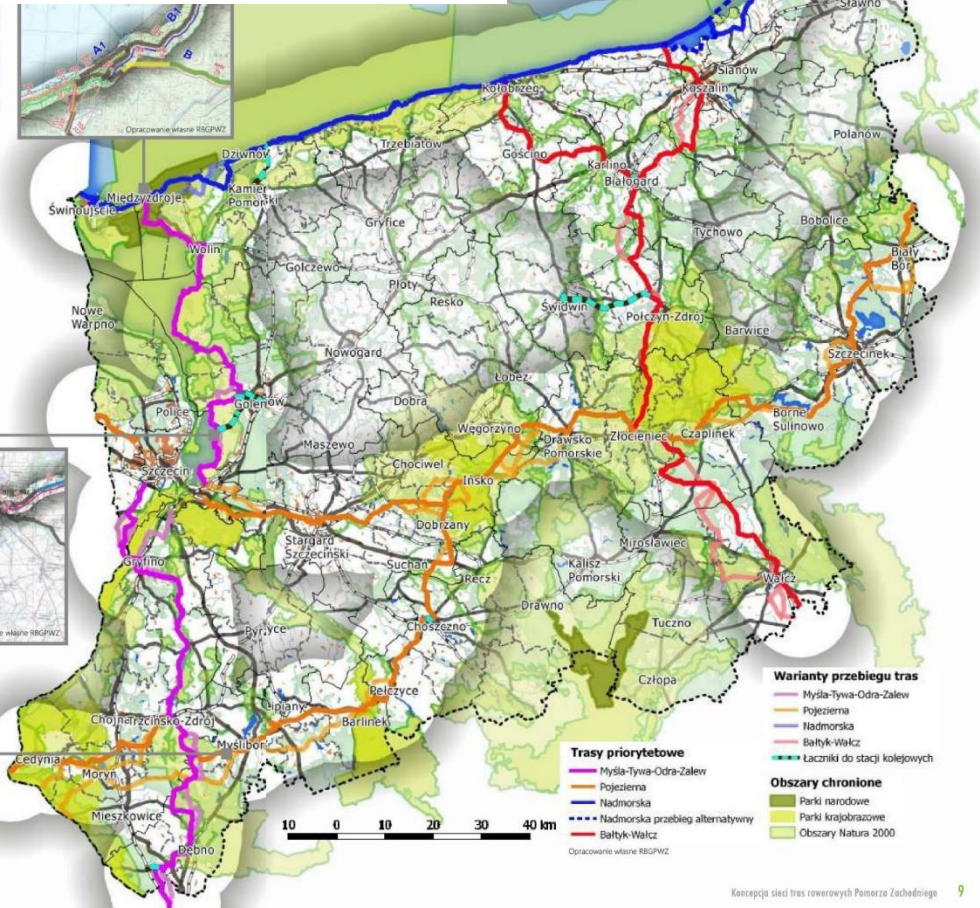 Sławno
B1
A1
B
Opracowanie własne RBGPWZ
Sianów
Kołobrzeg
Koszalin
Trzebiatów
Gościno
Polanów
Dziwnów
Karlino
Białogard
Kamień
Pomorski
Międzyzdroje
Świnoujście
Gryfice
Tychowo
Bobolice
Wolin
Biały
Bór
Golczewo
Płoty
Resko
Świdwin
Nowe
Warpno
Połczyn-Zdrój
Barwice
Nowogard
Szczecinek
Łobez
Dobra
Goleniów
Police
Borne
Sulinowo
Węgorzyno
Drawsko
Pomorskie
Złocieniec
Czaplinek
Maszewo
Chociwel
Szczecin
Ińsko
Dobrzany
Stargard
Szczeciński
Mirosławiec
Gryfino
Suchan
Recz
Kalisz
Pomorski
Wałcz
e własne RBGPWZ
Drawno
Pyrzyce
Choszczno
Tuczno
Człopa
Pełczyce
Lipiany
Chojna
Trzcińsko-Zdrój
Barlinek
Myślibórz
Cedynia
Moryń
Mieszkowice
Dębno
10 0 10 20 30 40 km
Trasy priorytetowe
Myśla-Tywa-Odra-Zalew
Pojezierna
Nadmorska
Nadmorska przebieg alternatywny
Bałtyk-Wałcz
Opracowanie własne RBGPWZ
Warianty przebiegu tras
Myśla-Tywa-Odra-Zalew
Pojezierna
Nadmorska
Bałtyk-Wałcz
Łaczniki do stacji kolejowych
Obszary chronione
Parki narodowe
Parki krajobrazowe
Obszary Natura 2000
Koncepcja sieci tras rowerowych Pomorza Zachodniego 9